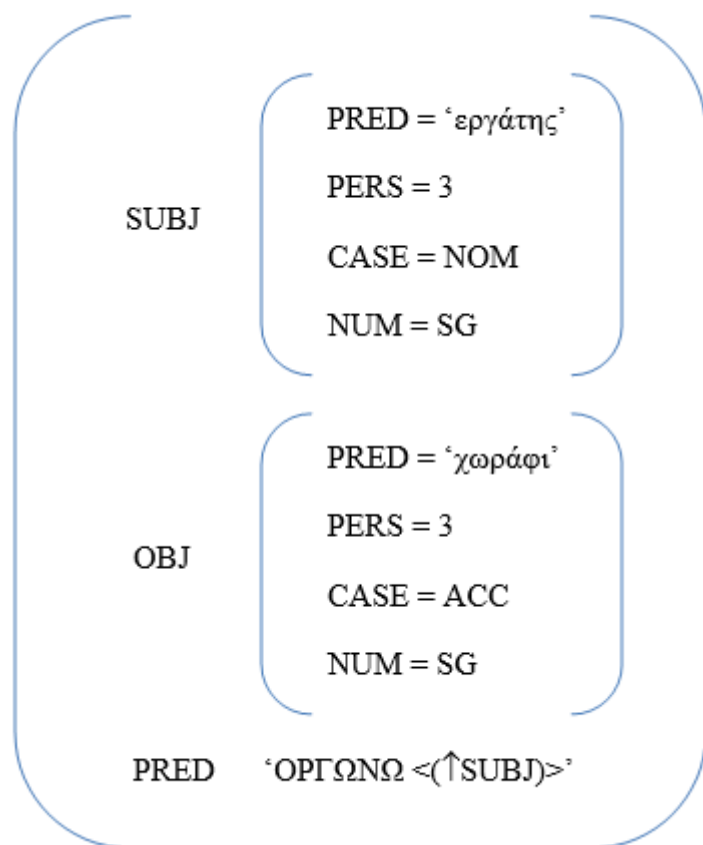 PRED = ‘εργάτης’
PERS = 3
SUBJ
CASE = NOM
NUM = SG
PRED = ‘χωράφι’
PERS = 3
OBJ
CASE = ACC
NUM = SG
PRED ‘ΟΡΓΩΝΩ <(↑SUBJ)>’